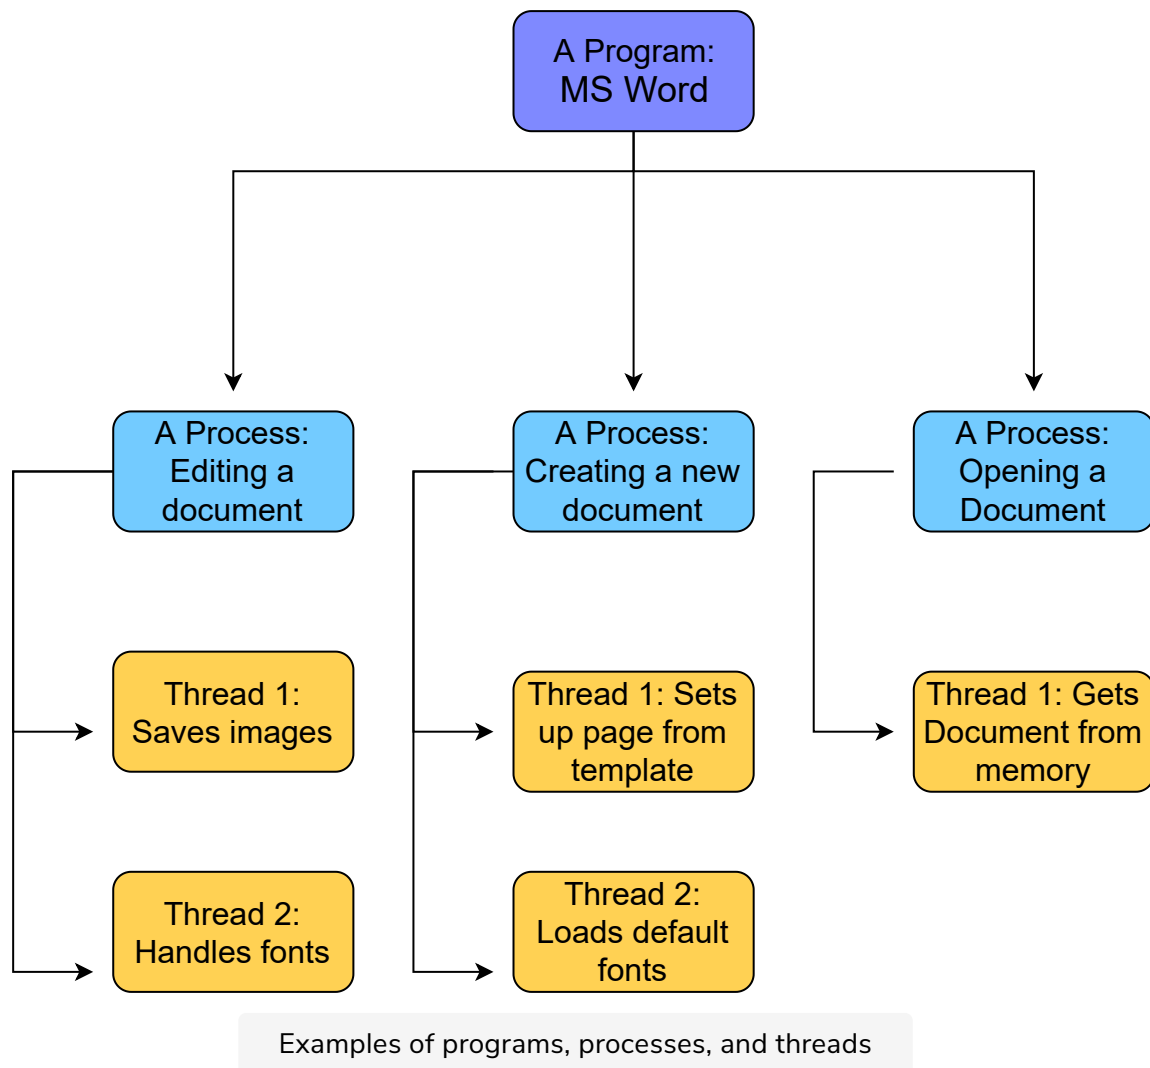 A Program:
MS Word
A Process:
Editing a
document
A Process:
Creating a new
document
A Process:
Opening a
Document
Thread 1:
Saves images
Thread 1: Sets
up page from
template
Thread 1: Gets
Document from
memory
Thread 2:
Handles fonts
Thread 2:
Loads default
fonts
Examples of programs, processes, and threads